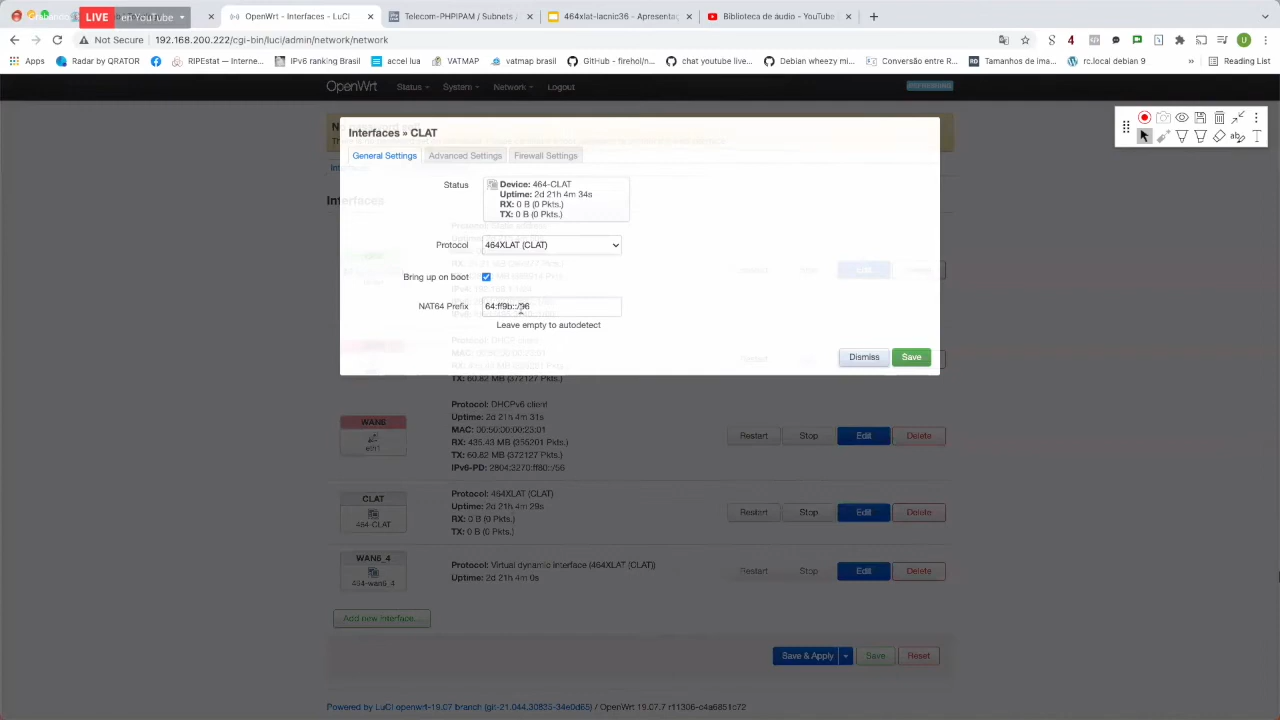 LIVE en YouTube
OpenWrt - Interfaces - LuCI
Telecom-PHPIPAM / Subnets /
464xlat-lacnic36 - Apresentaç
Biblioteca de áudio - YouTube
Not Secure 192.168.200.222/cgi-bin/luci/admin/network/network
Apps Radar by QRATOR RIPEstat — Interne... IPv6 ranking Brasil accel lua VATMAP vatmap brasil GitHub - firehol/n... chat youtube live... Debian wheezy mi... Conversão entre R... Tamanhos de ima... rc.local debian 9 » Reading List
OpenWrt Status System Network Logout
Interfaces » CLAT
General Settings Advanced Settings Firewall Settings
Status
Device: 464-CLAT
Uptime: 2d 21h 4m 34s
RX: 0 B (0 Pkts.)
TX: 0 B (0 Pkts.)
Protocol 464XLAT (CLAT)
Bring up on boot
NAT64 Prefix 64:ff9b::/96
Leave empty to autodetect
Dismiss Save
Interfaces
TX: 60.82 MB (372127 Pkts.)
WAN6
eth1
Protocol: DHCPv6 client
Uptime: 2d 21h 4m 31s
MAC: 00:50:00:00:23:01
RX: 435.43 MB (355201 Pkts.)
TX: 60.82 MB (372127 Pkts.)
IPv6-PD: 2804:3270:ff80::/56
Restart Stop Edit Delete
CLAT
464-CLAT
Protocol: 464XLAT (CLAT)
Uptime: 2d 21h 4m 29s
RX: 0 B (0 Pkts.)
TX: 0 B (0 Pkts.)
Restart Stop Edit Delete
WAN6_4
464-wan6_4
Protocol: Virtual dynamic interface (464XLAT (CLAT))
Uptime: 2d 21h 4m 0s
Restart Stop Edit Delete
Add new interface...
Save & Apply Save Reset
Powered by LuCI openwrt-19.07 branch (git-21.044.30835-34e0d65) / OpenWrt 19.07.7 r11306-c4a6851c72